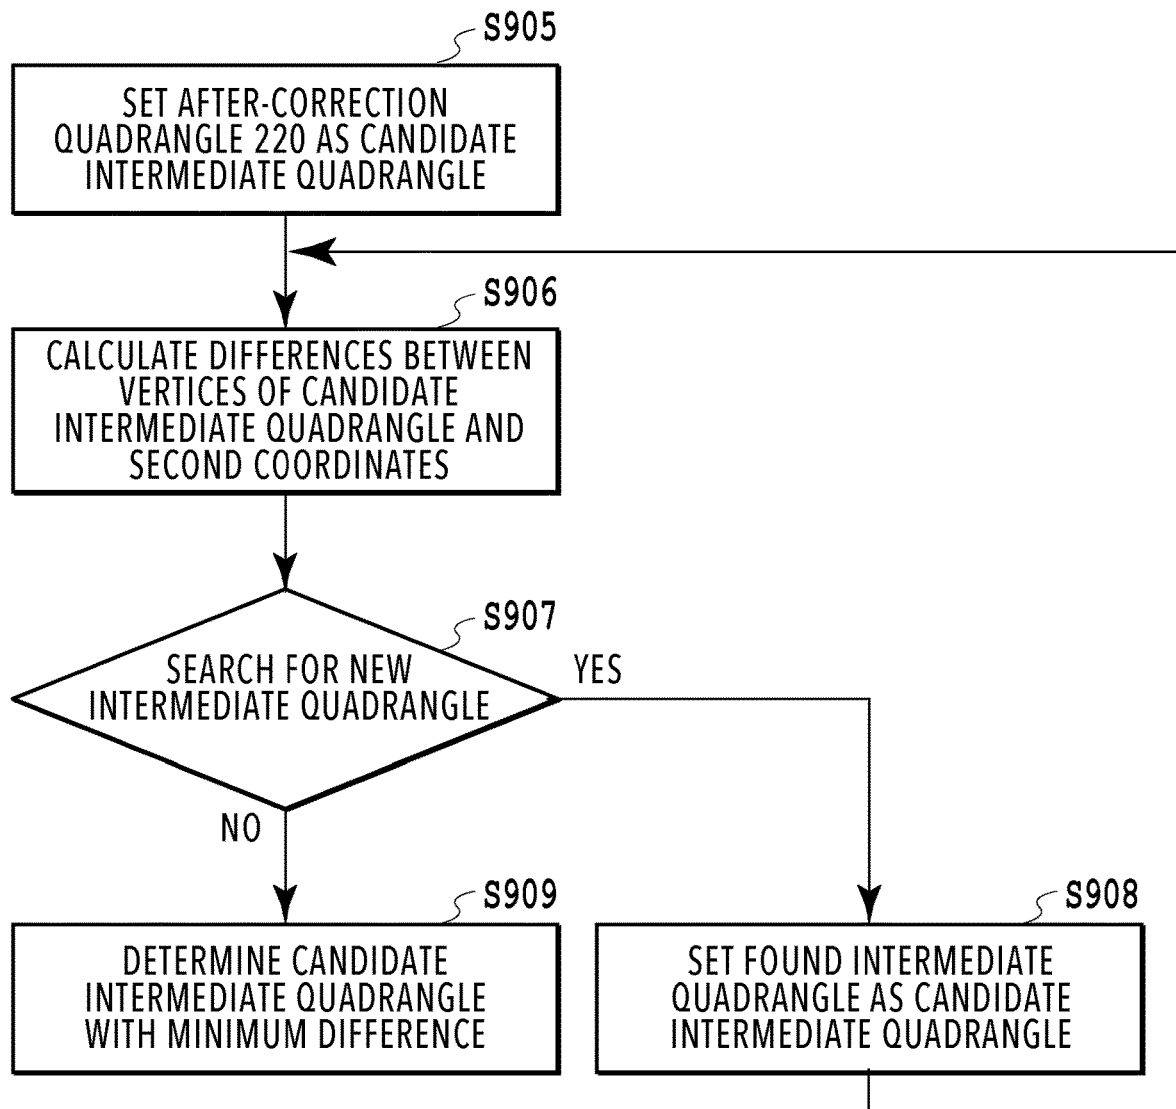 S905
SET AFTER-CORRECTION
QUADRANGLE 220 AS CANDIDATE
INTERMEDIATE QUADRANGLE
S906
CALCULATE DIFFERENCES BETWEEN
VERTICES OF CANDIDATE
INTERMEDIATE QUADRANGLE AND
SECOND COORDINATES
S907
SEARCH FOR NEW
INTERMEDIATE QUADRANGLE
YES
NO
S909
DETERMINE CANDIDATE
INTERMEDIATE QUADRANGLE
WITH MINIMUM DIFFERENCE
S908
SET FOUND INTERMEDIATE
QUADRANGLE AS CANDIDATE
INTERMEDIATE QUADRANGLE